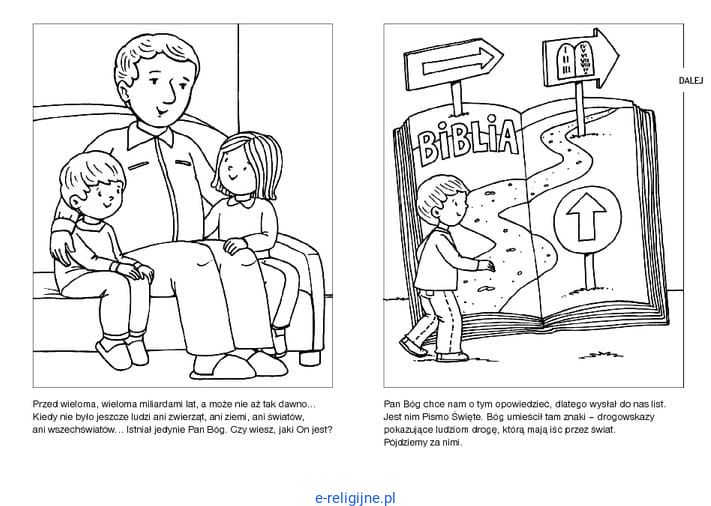 BiBLiA
DALEJ
Przed wieloma, wieloma miliardami lat, a może nie aż tak dawno...
Kiedy nie było jeszcze ludzi ani zwierząt, ani ziemi, ani światów,
ani wszechświatów... Istniał jedynie Pan Bóg. Czy wiesz, jaki On jest?
Pan Bóg chce nam o tym opowiedzieć, dlatego wysłał do nas list.
Jest nim Pismo Święte. Bóg umieścił tam znaki – drogowskazy
pokazujące ludziom drogę, którą mają iść przez świat.
Pójdziemy za nimi.
e-religijne.pl